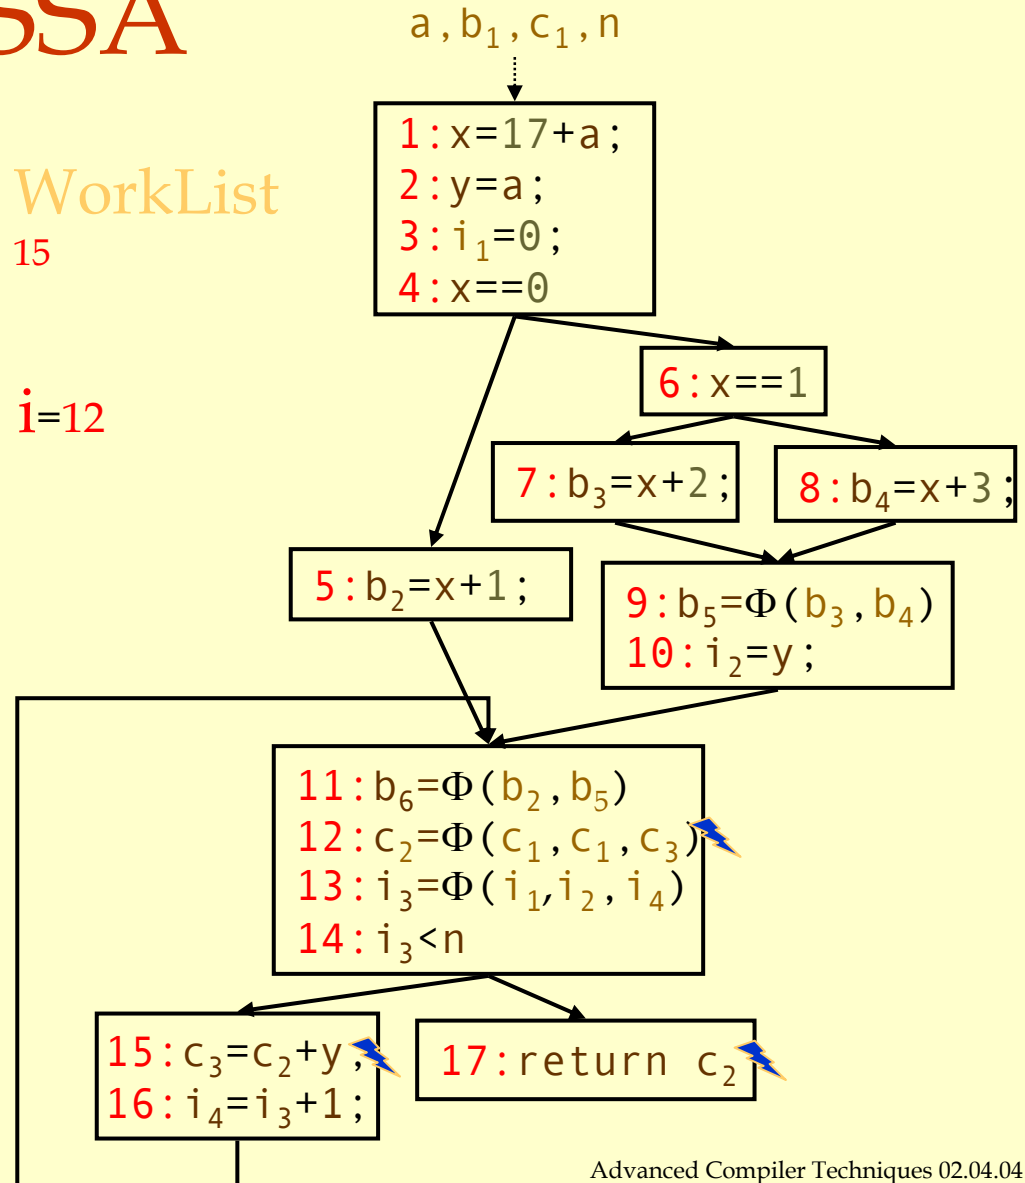 SSA
a,b₁,c₁,n
1:x=17+a;
2:y=a;
3:i₁=0;
4:x==0
WorkList
15
i=12
6:x==1
7:b₃=x+2;
8:b₄=x+3;
5:b₂=x+1;
9:b₅=Φ(b₃,b₄)
10:i₂=y;
11:b₆=Φ(b₂,b₅)
12:c₂=Φ(c₁,c₁,c₃)
13:i₃=Φ(i₁,i₂,i₄)
14:i₃<n
15:c₃=c₂+y;
16:i₄=i₃+1;
17:return c₂
Advanced Compiler Techniques 02.04.04